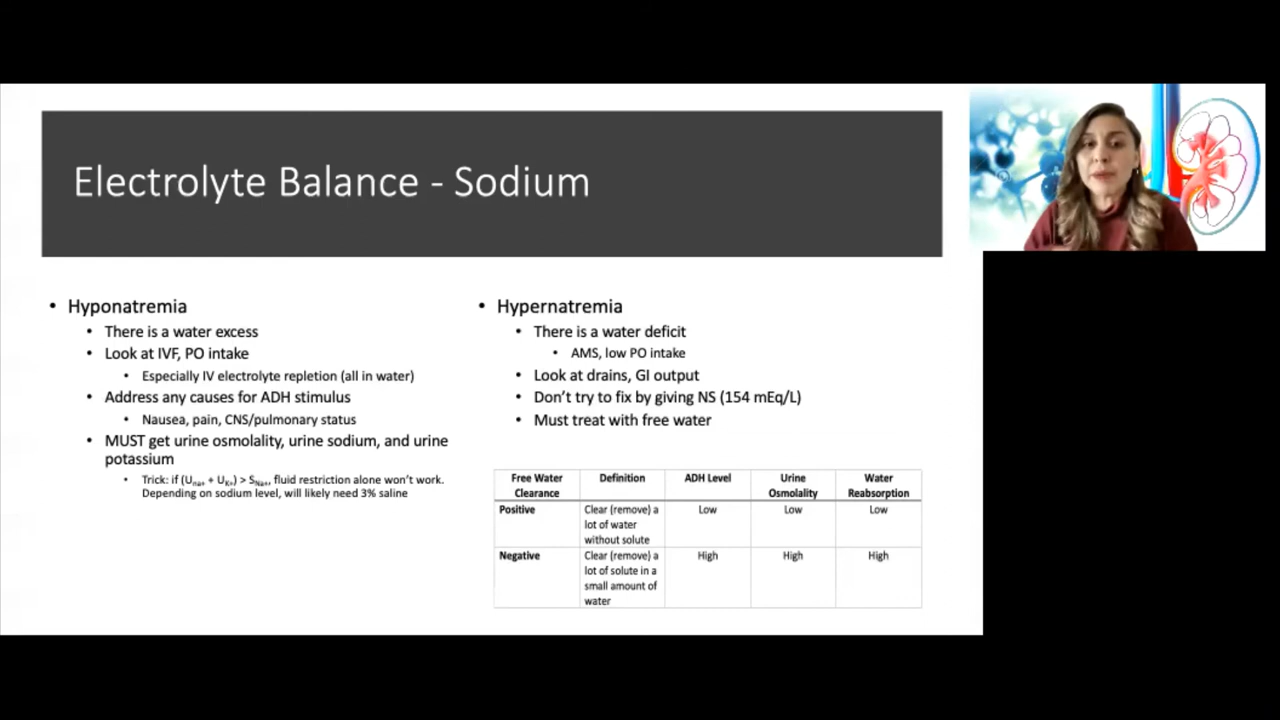 Electrolyte Balance - Sodium
• Hyponatremia
• There is a water excess
• Look at IVF, PO intake
• Especially IV electrolyte repletion (all in water)
• Address any causes for ADH stimulus
• Nausea, pain, CNS/pulmonary status
• MUST get urine osmolality, urine sodium, and urine
potassium
• Trick: if (Una+ + UK+) > SNa+, fluid restriction alone won't work.
Depending on sodium level, will likely need 3% saline
• Hypernatremia
• There is a water deficit
• AMS, low PO intake
• Look at drains, GI output
• Don't try to fix by giving NS (154 mEq/L)
• Must treat with free water
Free Water Clearance | Definition | ADH Level | Urine Osmolality | Water Reabsorption
Positive | Clear (remove) a lot of water without solute | Low | Low | Low
Negative | Clear (remove) a lot of solute in a small amount of water | High | High | High